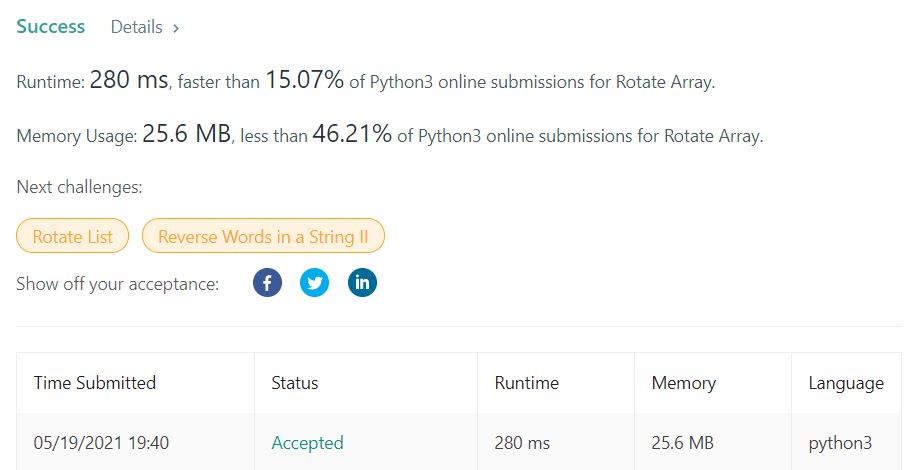 Success Details >
Runtime: 280 ms, faster than 15.07% of Python3 online submissions for Rotate Array.
Memory Usage: 25.6 MB, less than 46.21% of Python3 online submissions for Rotate Array.
Next challenges:
Rotate List Reverse Words in a String II
Show off your acceptance: f in
Time Submitted Status Runtime Memory Language
05/19/2021 19:40 Accepted 280 ms 25.6 MB python3